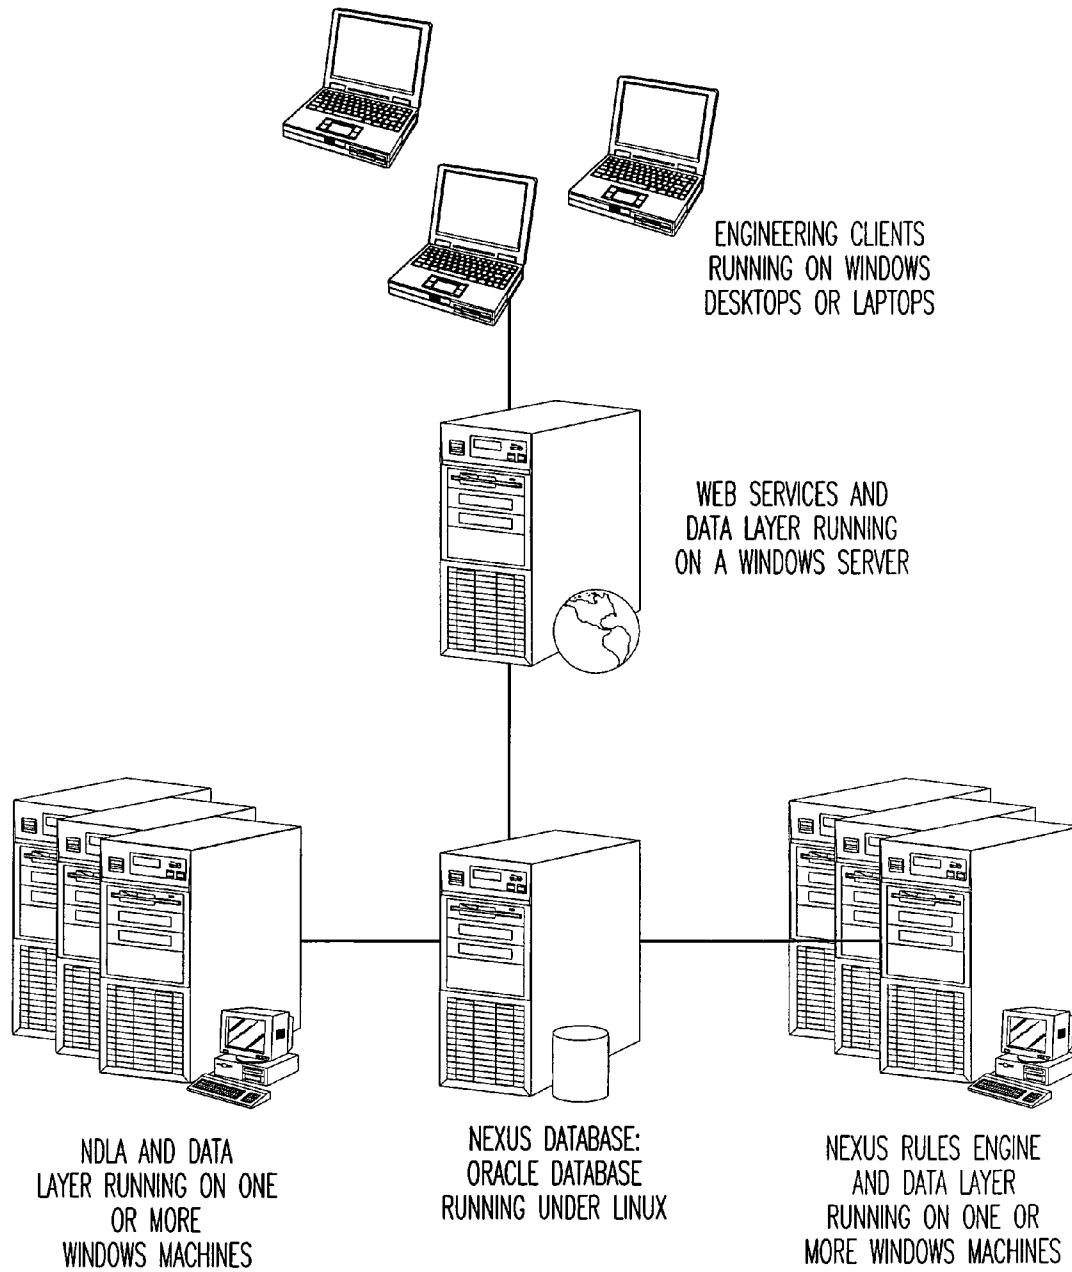 ENGINEERING CLIENTS
RUNNING ON WINDOWS
DESKTOPS OR LAPTOPS
WEB SERVICES AND
DATA LAYER RUNNING
ON A WINDOWS SERVER
NDLA AND DATA
LAYER RUNNING ON ONE
OR MORE
WINDOWS MACHINES
NEXUS DATABASE:
ORACLE DATABASE
RUNNING UNDER LINUX
NEXUS RULES ENGINE
AND DATA LAYER
RUNNING ON ONE OR
MORE WINDOWS MACHINES